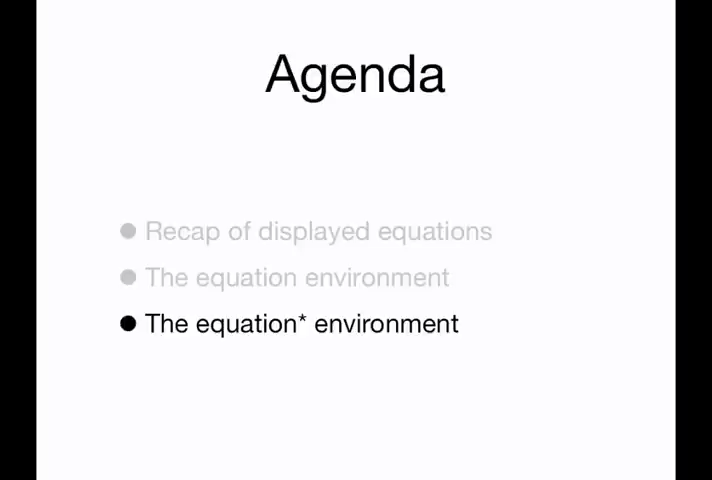 Agenda
● Recap of displayed equations
● The equation environment
● The equation* environment